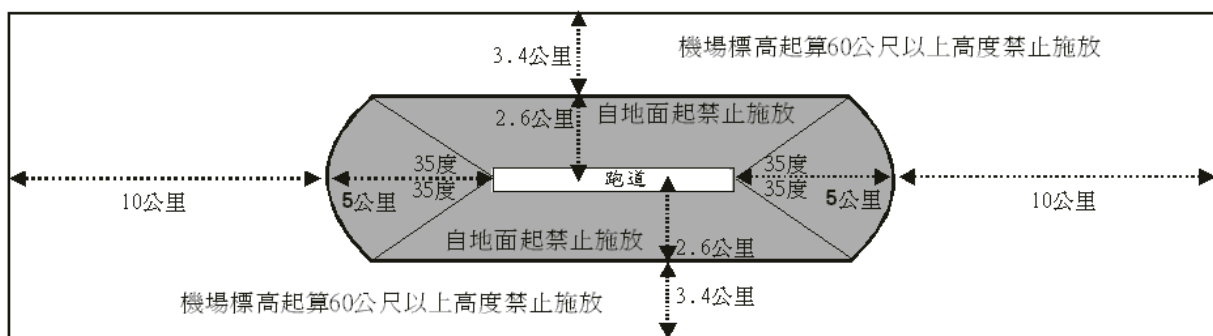 3.4公里
機場標高起算60公尺以上高度禁止施放
2.6公里
自地面起禁止施放
35度
35度
跑道
35度
35度
10公里
5公里
5公里
10公里
自地面起禁止施放
2.6公里
機場標高起算60公尺以上高度禁止施放
3.4公里